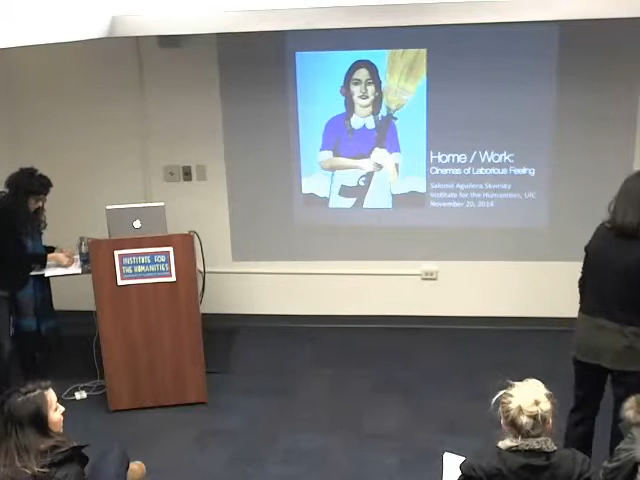 Home / Work:
Cinemas of Laborious Feeling
Salomé Aguilera Skvirsky
Institute for the Humanities, UIC
November 20, 2014
INSTITUTE FOR
THE HUMANITIES